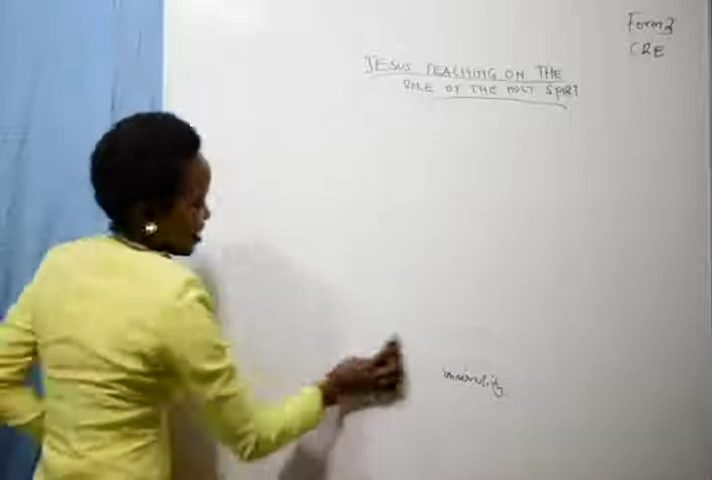 Form 3
CRE
JESUS TEACHING ON THE
ROLE OF THE HOLY SPIRIT
immorality